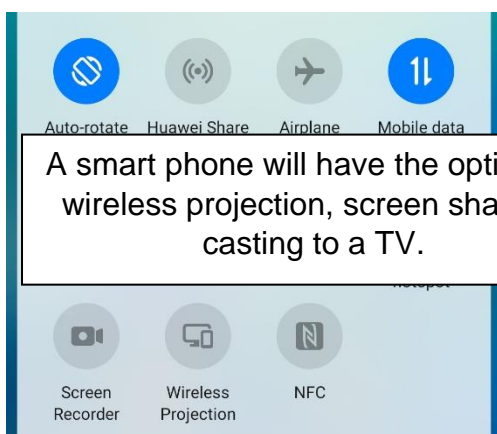 Auto-rotate Huawei Share Airplane Mobile data
A smart phone will have the
wireless projection, screen
casting to a TV.
Screen Wireless NFC
Recorder Projection